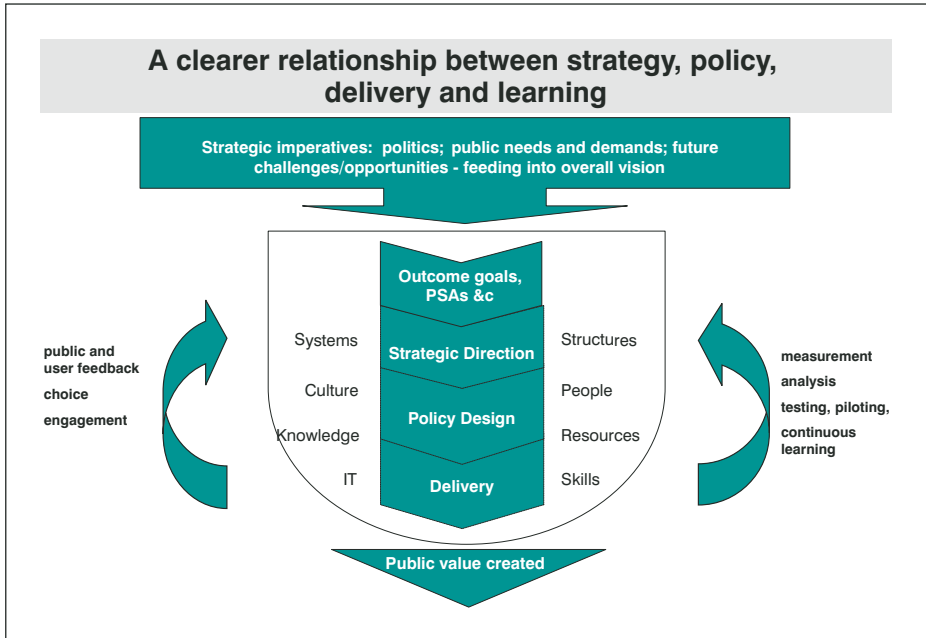 A clearer relationship between strategy, policy,
delivery and learning
Strategic imperatives: politics; public needs and demands; future
challenges/opportunities - feeding into overall vision
Outcome goals,
PSAs &c
Systems
Strategic Direction
Structures
public and
user feedback
choice
engagement
Culture
Policy Design
People
Knowledge
Resources
IT
Delivery
Skills
measurement
analysis
testing, piloting,
continuous
learning
Public value created